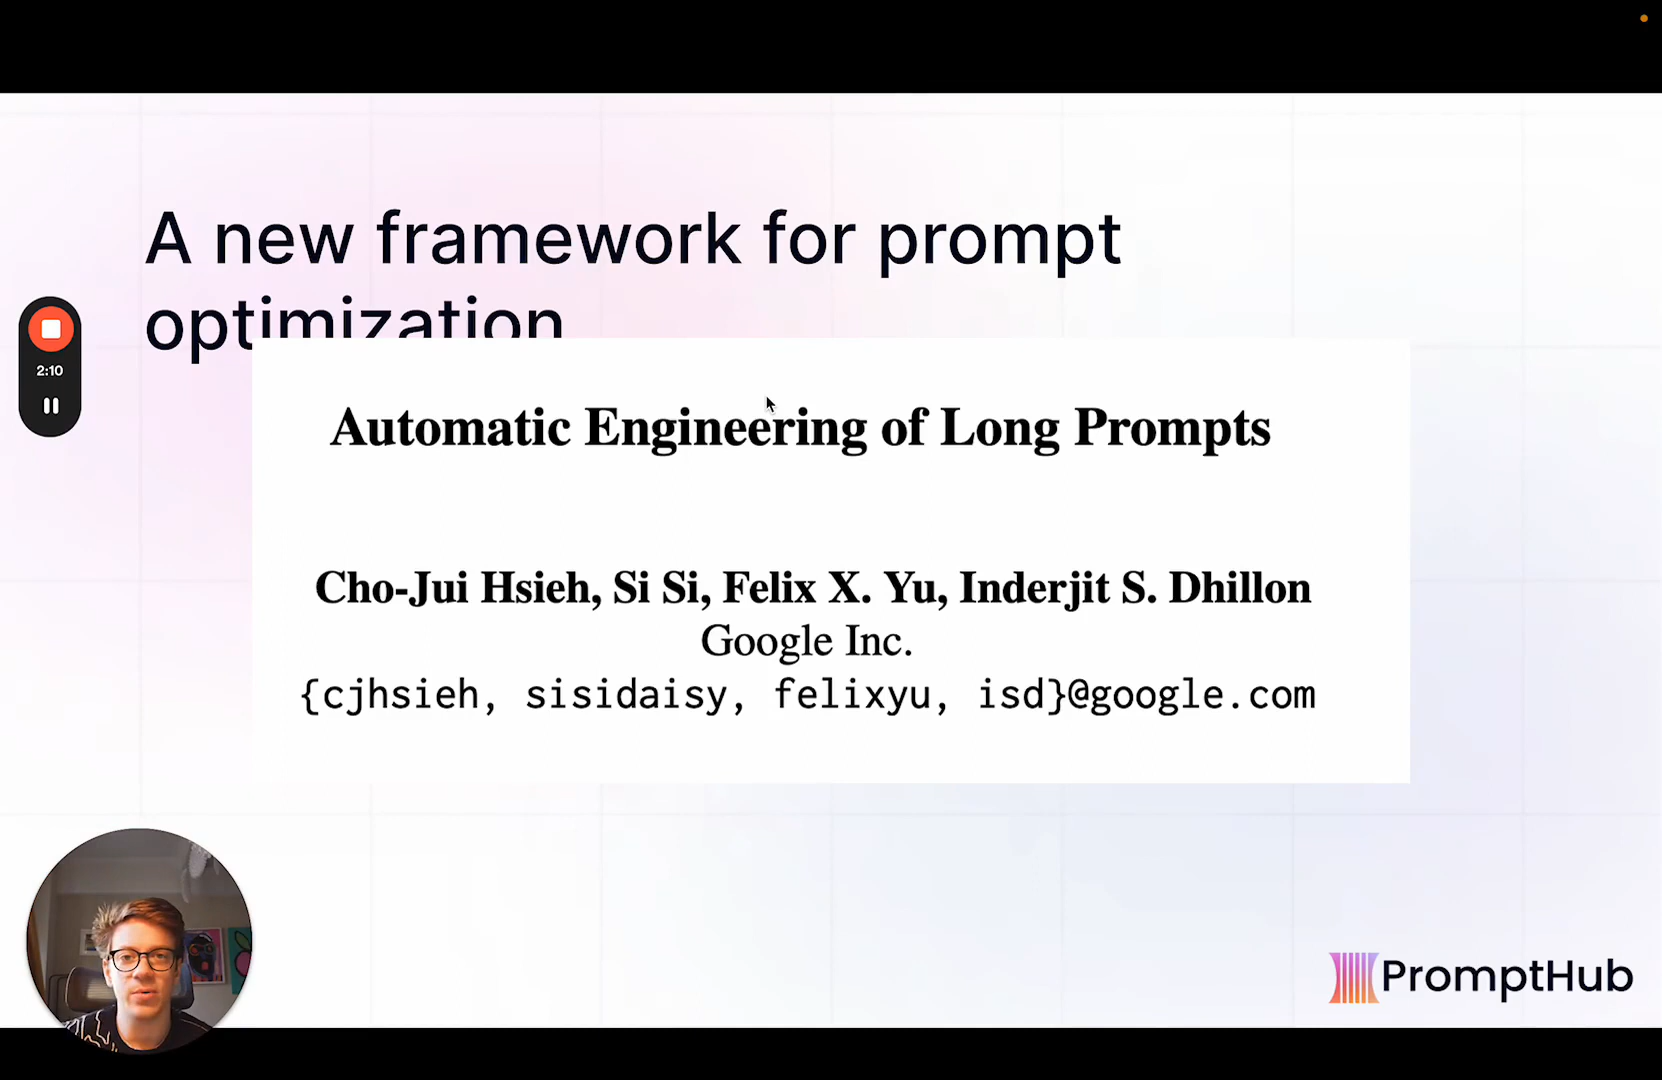 A new framework for prompt
optimization
2:10
Automatic Engineering of Long Prompts
Cho-Jui Hsieh, Si Si, Felix X. Yu, Inderjit S. Dhillon
Google Inc.
{cjhsieh, sisidaisy, felixyu, isd}@google.com
PromptHub